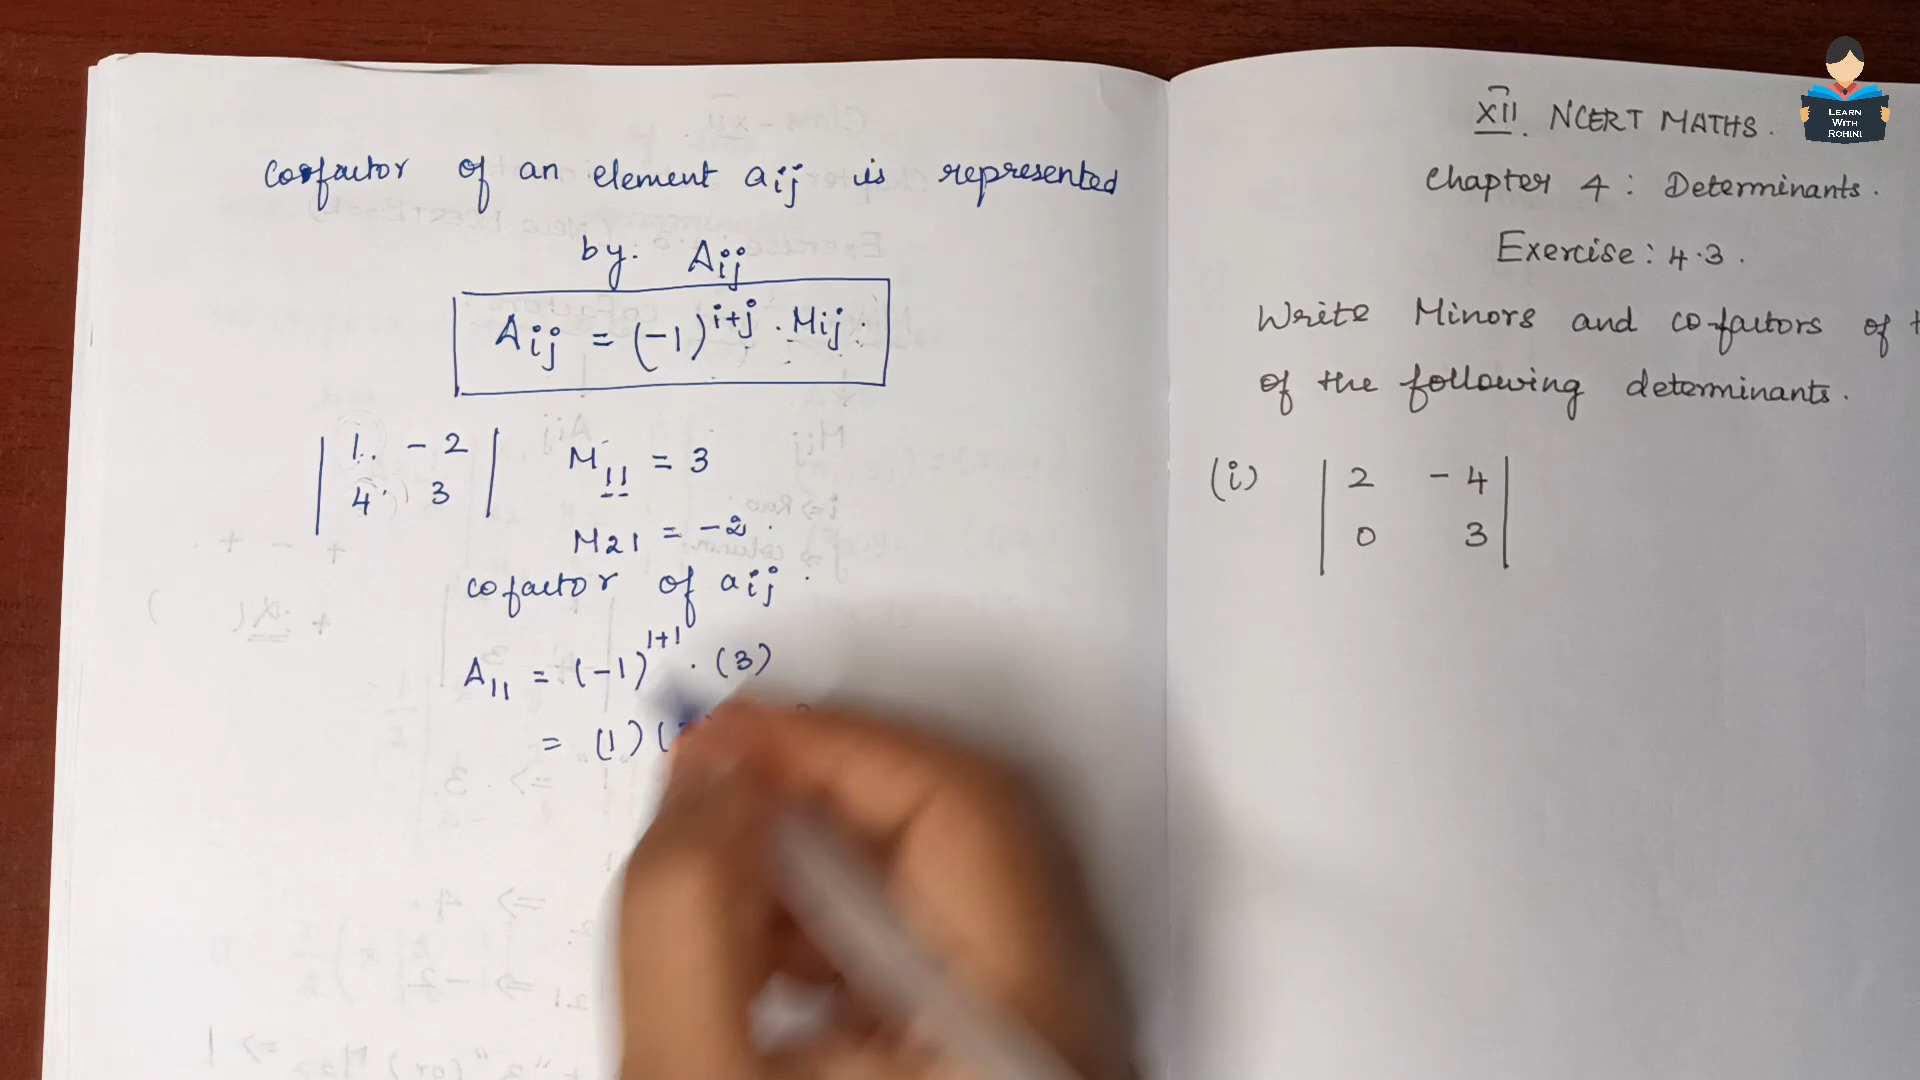 cofactor of an element aij is represented
by. Aij
Aij = (-1)^i+j . Mij.
1. -2
4. 3
M11 = 3
M21 = -2.
cofactor of aij.
A11 = (-1)^1+1 . (3)
= (1) (
XII. NCERT MATHS.
Chapter 4 : Determinants.
Exercise : 4.3.
Write Minors and co-factors of
of the following determinants.
(i)
2 -4
0 3
LEARN
WITH
ROHINI